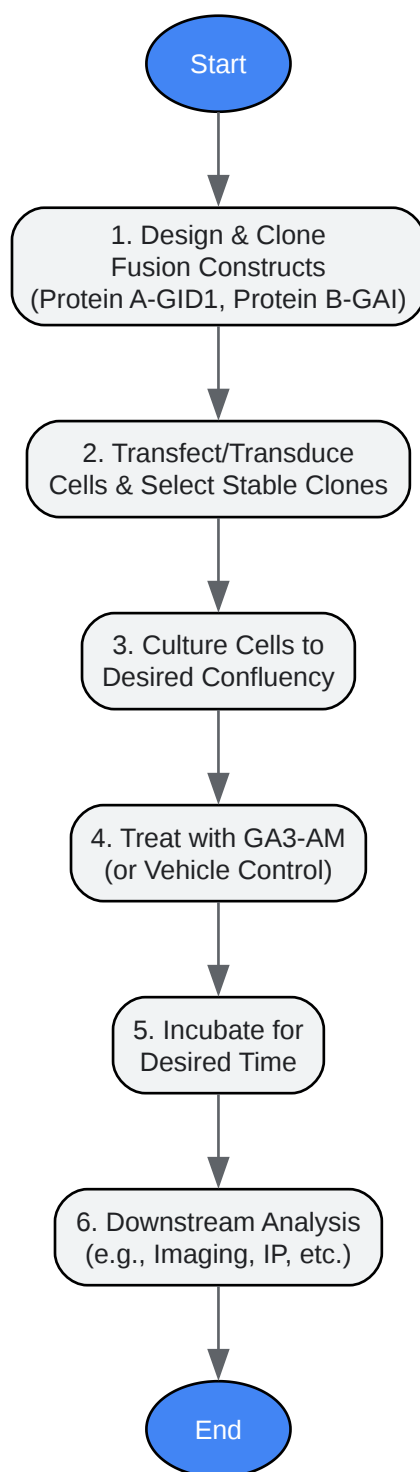 Start
1. Design & Clone
Fusion Constructs
(Protein A-GID1, Protein B-GAI)
2. Transfect/Transduce
Cells & Select Stable Clones
3. Culture Cells to
Desired Confluency
4. Treat with GA3-AM
(or Vehicle Control)
5. Incubate for
Desired Time
6. Downstream Analysis
(e.g., Imaging, IP, etc.)
End